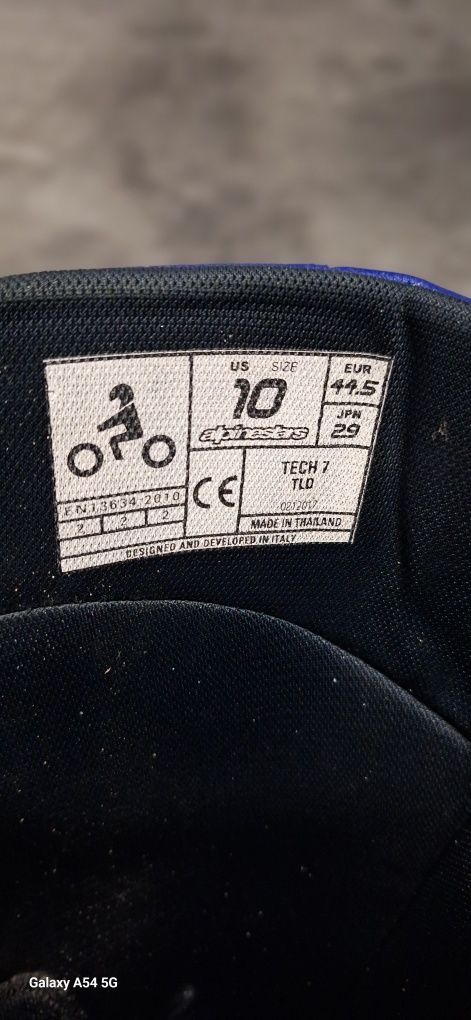 US SIZE
10
alpinestars
EUR
44.5
JPN
29
EN13634:2010
2 2 2
CE
TECH 7
TLD
02/2017
MADE IN THAILAND
DESIGNED AND DEVELOPED IN ITALY
Galaxy A54 5G